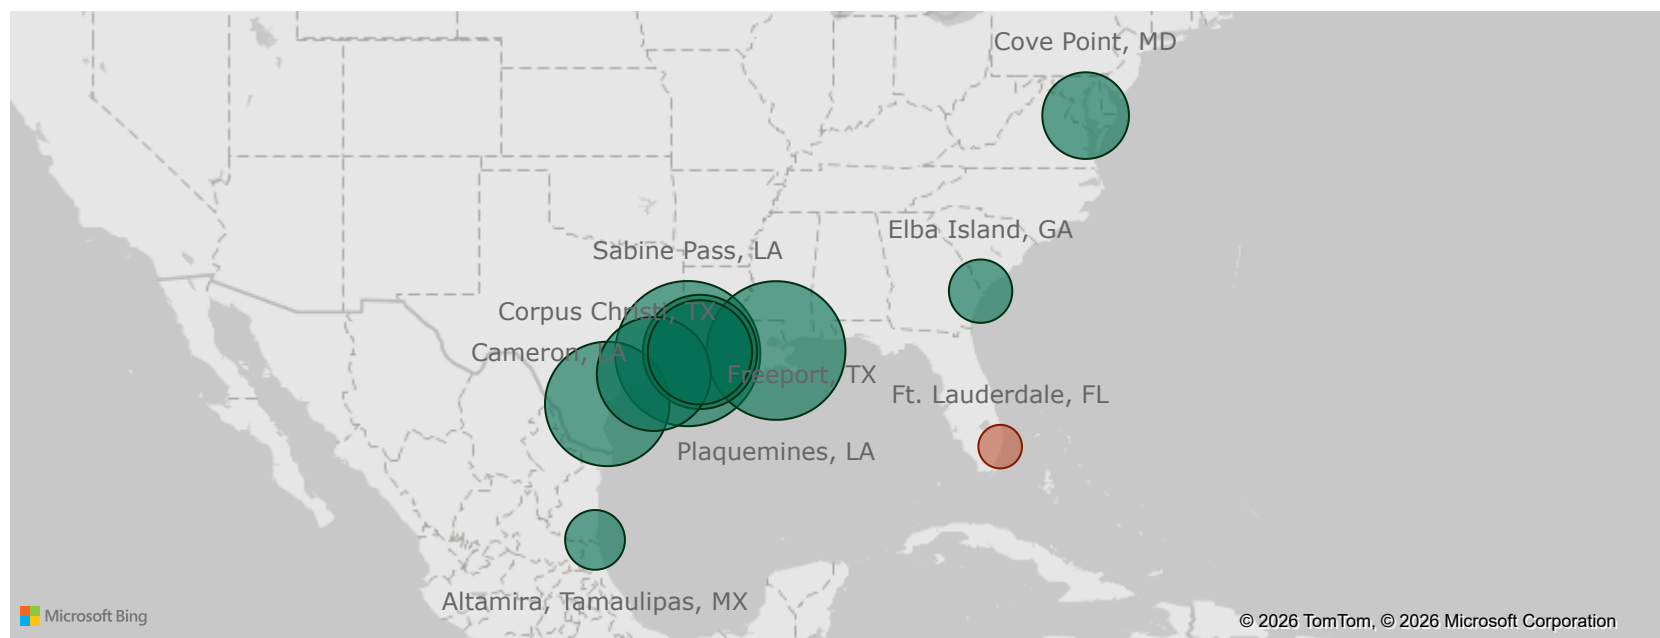 Cove Point, MD
Elba Island, GA
Sabine Pass, LA
Corpus Christi, TX
Cameron, LA
Freeport, TX
Ft. Lauderdale, FL
Plaquemines, LA
Altamira, Tamaulipas, MX
Microsoft Bing
© 2026 TomTom, © 2026 Microsoft Corporation